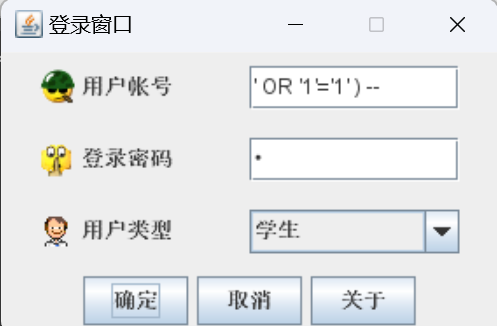 登录窗口
用户帐号 ' OR '1'='1' ) --
登录密码 *
用户类型 学生
确定 取消 关于